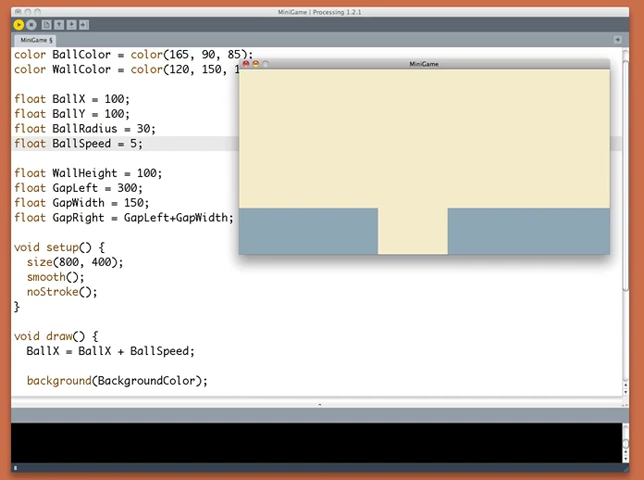 MiniGame | Processing 1.2.1
MiniGame §
color BallColor = color(165, 90, 85);
color WallColor = color(120, 150, 1
MiniGame
float BallX = 100;
float BallY = 100;
float BallRadius = 30;
float BallSpeed = 5;
float WallHeight = 100;
float GapLeft = 300;
float GapWidth = 150;
float GapRight = GapLeft+GapWidth;
void setup() {
size(800, 400);
smooth();
noStroke();
}
void draw() {
BallX = BallX + BallSpeed;
background(BackgroundColor);
8